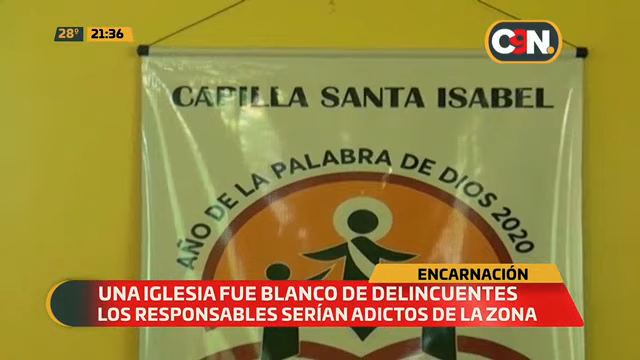 28º
21:36
C9N.
CAPILLA SANTA ISABEL
AÑO DE LA PALABRA DE DIOS 2020
ENCARNACIÓN
UNA IGLESIA FUE BLANCO DE DELINCUENTES
LOS RESPONSABLES SERÍAN ADICTOS DE LA ZONA